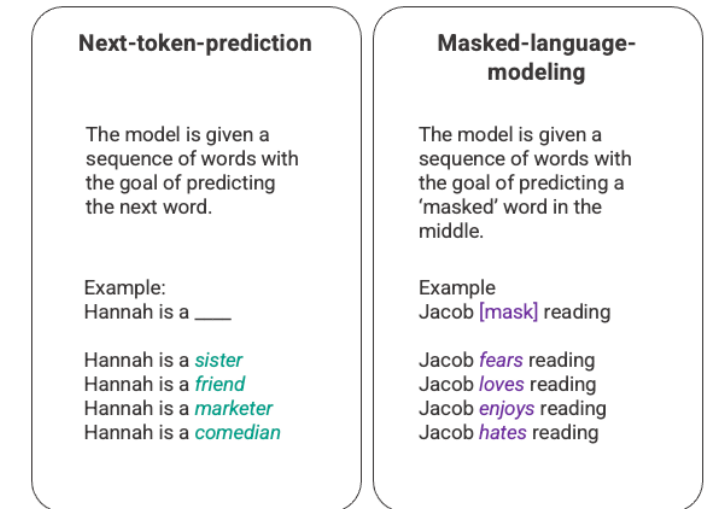 Next-token-prediction
The model is given a
sequence of words with
the goal of predicting
the next word.
Example:
Hannah is a ____
Hannah is a sister
Hannah is a friend
Hannah is a marketer
Hannah is a comedian
Masked-language-
modeling
The model is given a
sequence of words with
the goal of predicting a
‘masked’ word in the
middle.
Example
Jacob [mask] reading
Jacob fears reading
Jacob loves reading
Jacob enjoys reading
Jacob hates reading